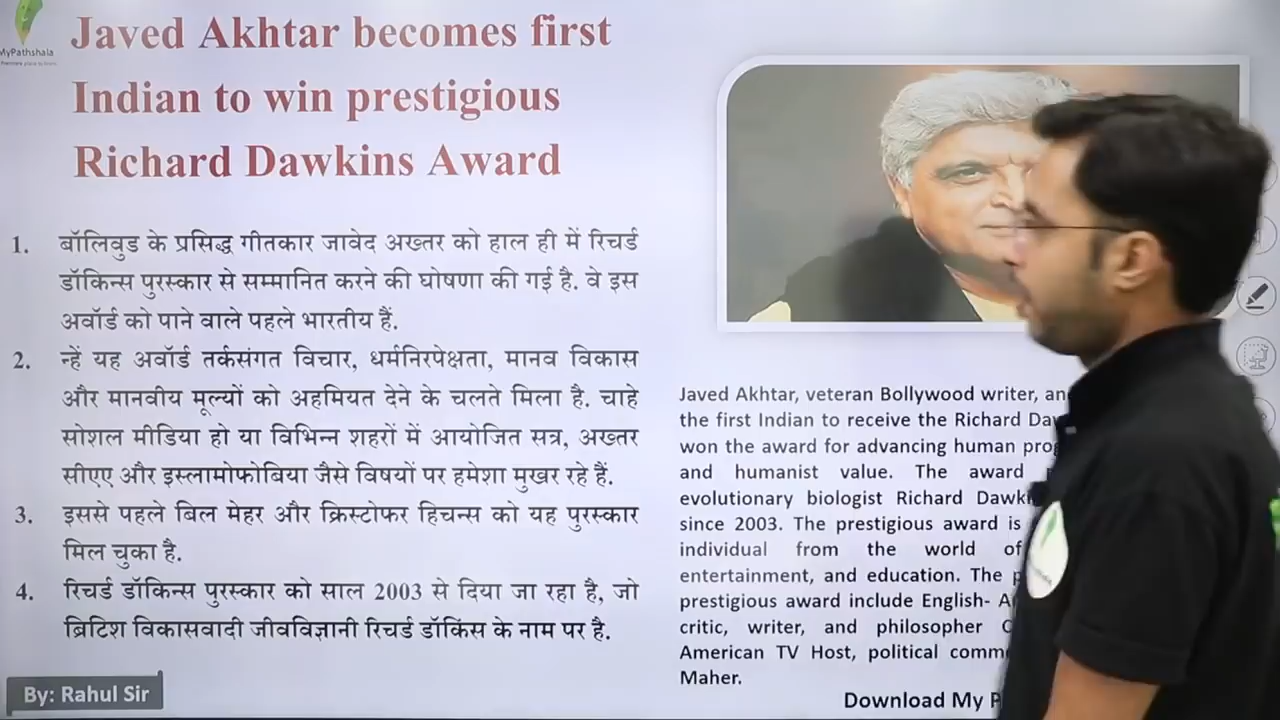 MyPathshala
Javed Akhtar becomes first
Indian to win prestigious
Richard Dawkins Award
1. बॉलिवुड के प्रसिद्ध गीतकार जावेद अख्तर को हाल ही में रिचर्ड
डॉकिन्स पुरस्कार से सम्मानित करने की घोषणा की गई है. वे इस
अवॉर्ड को पाने वाले पहले भारतीय हैं.
2. न्हें यह अवॉर्ड तर्कसंगत विचार, धर्मनिरपेक्षता, मानव विकास
और मानवीय मूल्यों को अहमियत देने के चलते मिला है. चाहे
सोशल मीडिया हो या विभिन्न शहरों में आयोजित सत्र, अख्तर
सीएए और इस्लामोफोबिया जैसे विषयों पर हमेशा मुखर रहे हैं.
3. इससे पहले बिल मेहर और क्रिस्टोफर हिचन्स को यह पुरस्कार
मिल चुका है.
4. रिचर्ड डॉकिन्स पुरस्कार को साल 2003 से दिया जा रहा है, जो
ब्रिटिश विकासवादी जीवविज्ञानी रिचर्ड डॉकिंस के नाम पर है.
By: Rahul Sir
Javed Akhtar, veteran Bollywood writer,
the first Indian to receive the Richard
won the award for advancing human
and humanist value. The award
evolutionary biologist Richard
since 2003. The prestigious award is
individual from the world of
entertainment, and education. The
prestigious award include English-
critic, writer, and philosopher
American TV Host, political
Maher.
Download My